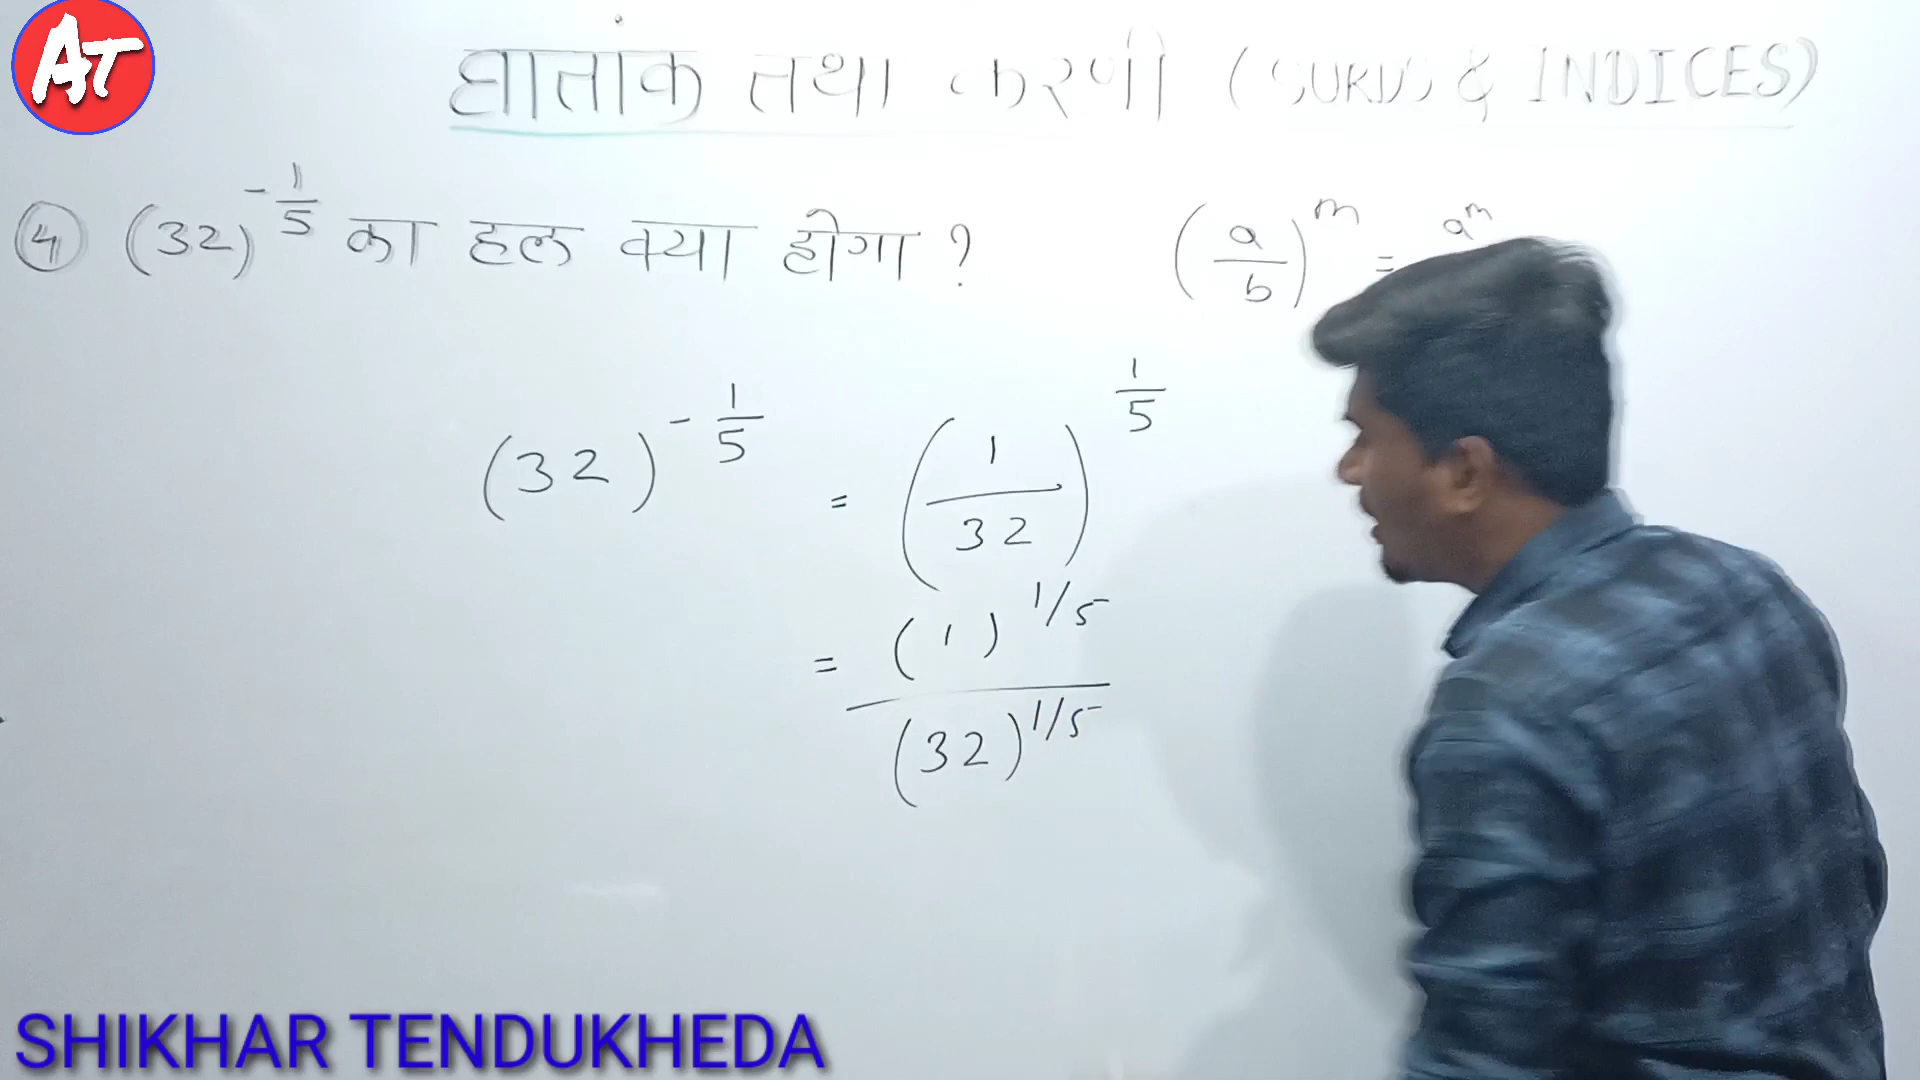 AT
घातांक तथा करणी (SURDS & INDICES)
④ (32)^-1/5 का हल क्या होगा ?
(a/b)^m = a^m
(32)^-1/5 = (1/32)^1/5
= (1)^1/5 / (32)^1/5
SHIKHAR TENDUKHEDA